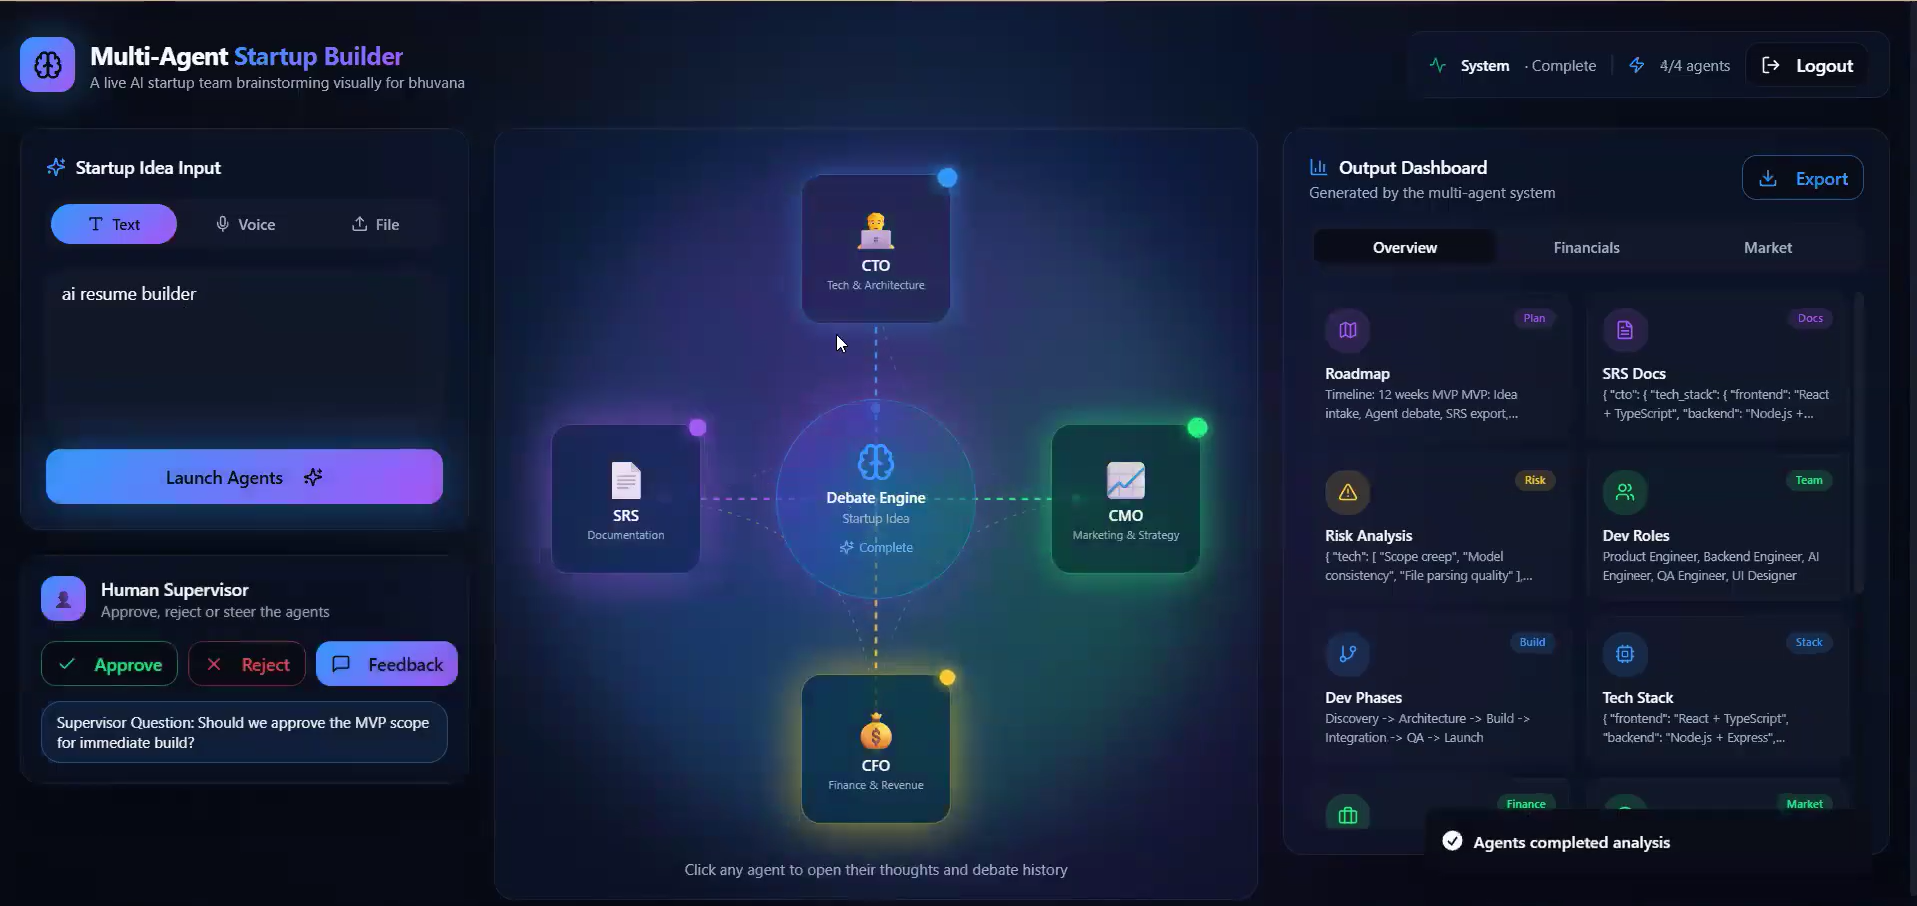 Multi-Agent Startup Builder
A live AI startup team brainstorming visually for bhuvana
System · Complete
4/4 agents
Logout
Startup Idea Input
Text
Voice
File
ai resume builder
Launch Agents
Human Supervisor
Approve, reject or steer the agents
Approve
Reject
Feedback
Supervisor Question: Should we approve the MVP scope
for immediate build?
CTO
Tech & Architecture
SRS
Documentation
Debate Engine
Startup Idea
Complete
CMO
Marketing & Strategy
CFO
Finance & Revenue
Click any agent to open their thoughts and debate history
Output Dashboard
Generated by the multi-agent system
Export
Overview
Financials
Market
Plan
Roadmap
Timeline: 12 weeks MVP MVP: Idea
intake, Agent debate, SRS export,...
Docs
SRS Docs
{ "cto": { "tech_stack": { "frontend": "React
+ TypeScript", "backend": "Node.js +...
Risk
Risk Analysis
{ "tech": [ "Scope creep", "Model
consistency", "File parsing quality" ],...
Team
Dev Roles
Product Engineer, Backend Engineer, AI
Engineer, QA Engineer, UI Designer
Build
Dev Phases
Discovery -> Architecture -> Build ->
Integration -> QA -> Launch
Stack
Tech Stack
{ "frontend": "React + TypeScript",
"backend": "Node.js + Express",...
Finance
Market
Agents completed analysis